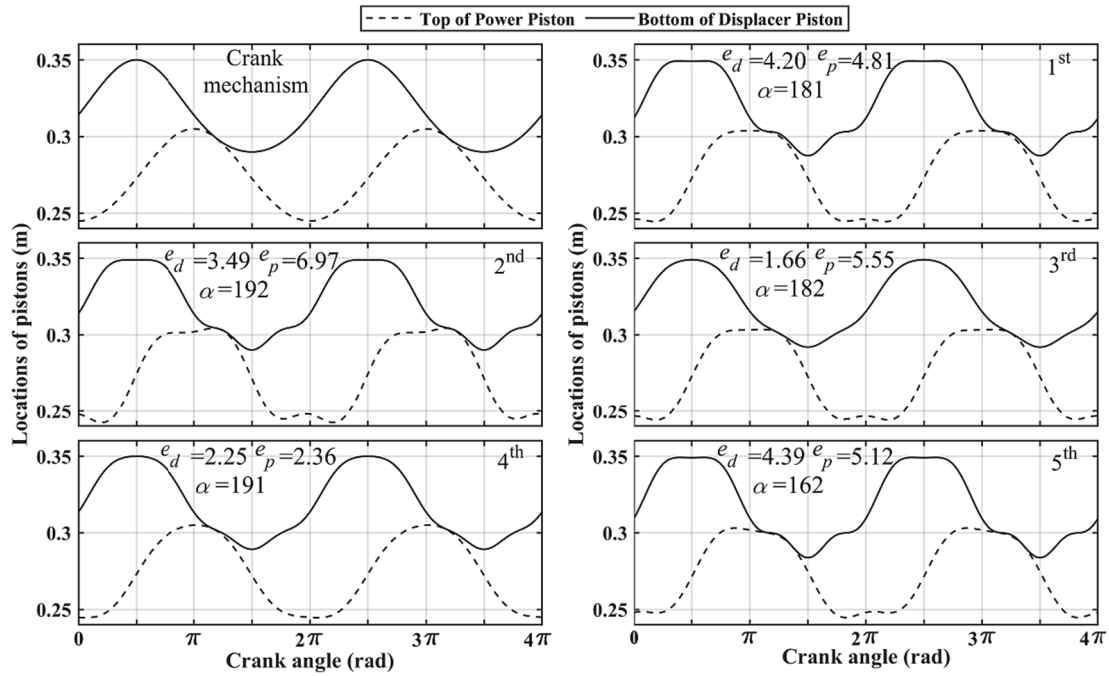 Top of Power Piston Bottom of Displacer Piston
Locations of pistons (m)
0.35
0.3
0.25
Crank
mechanism
0.35
0.3
0.25
e_d =3.49 e_p=6.97
α=192
2nd
0.35
0.3
0.25
e_d =2.25 e_p=2.36
α=191
4th
0 π 2π 3π 4π
Crank angle (rad)
Locations of pistons (m)
0.35
0.3
0.25
e_d =4.20 e_p=4.81
α=181
1st
0.35
0.3
0.25
e_d =1.66 e_p=5.55
α=182
3rd
0.35
0.3
0.25
e_d =4.39 e_p=5.12
α=162
5th
0 π 2π 3π 4π
Crank angle (rad)